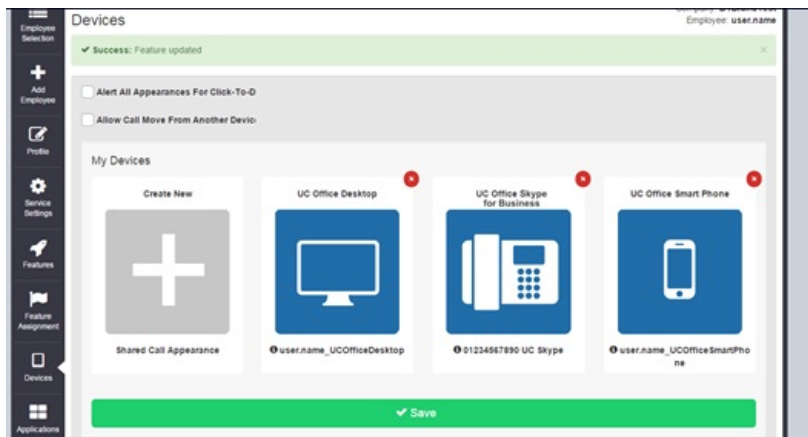 Employee
Selection
Devices
Employee: user.name
✔ Success: Feature updated
×
Add
Employee
Alert All Appearances For Click-To-D
Allow Call Move From Another Devic
Profile
My Devices
Create New
UC Office Desktop
UC Office Skype
for Business
UC Office Smart Phone
Service
Settings
Features
Feature
Assignment
Shared Call Appearance
user.name_UCOfficeDesktop
01234567890 UC Skype
user.name_UCOfficeSmartPho
ne
Devices
✔ Save
Applications